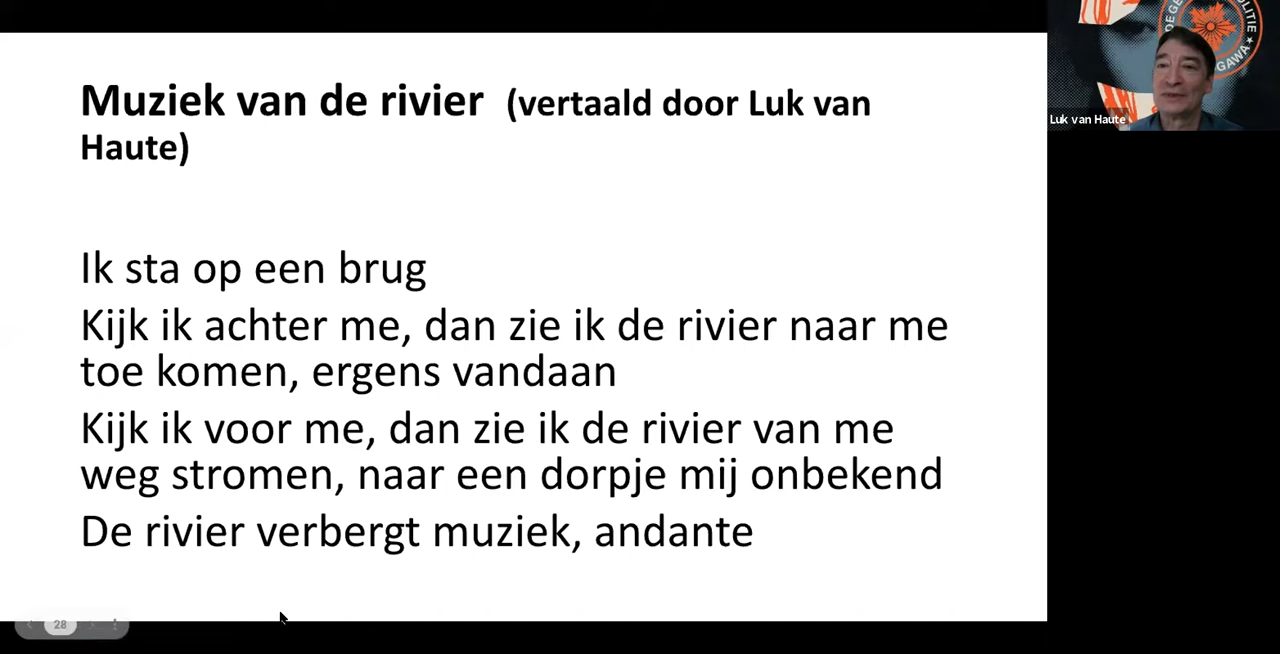 Muziek van de rivier (vertaald door Luk van
Haute)
Ik sta op een brug
Kijk ik achter me, dan zie ik de rivier naar me
toe komen, ergens vandaan
Kijk ik voor me, dan zie ik de rivier van me
weg stromen, naar een dorpje mij onbekend
De rivier verbergt muziek, andante
28
Luk van Haute